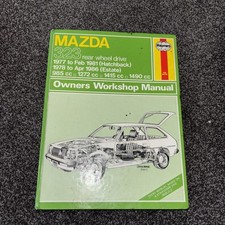 MAZDA
Haynes
323 rear wheel drive
1977 to Feb 1981 (Hatchback)
1978 to Apr 1986 (Estate)
985 cc 1272 cc 1415 cc 1490 cc
Owners Workshop Manual